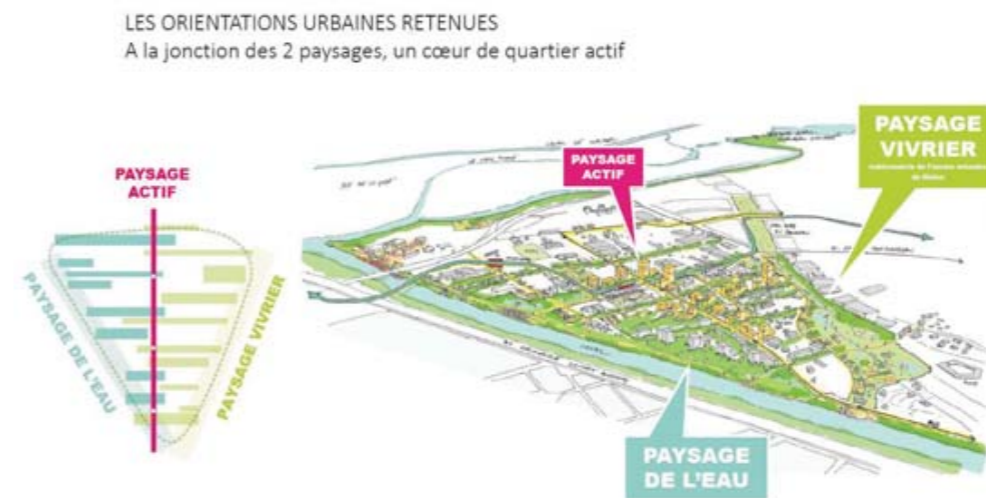 LES ORIENTATIONS URBAINES RETENUES
A la jonction des 2 paysages, un cœur de quartier actif
PAYSAGE
ACTIF
PAYSAGE DE L'EAU
PAYSAGE VIVRIER
PAYSAGE
ACTIF
PAYSAGE
VIVRIER
PAYSAGE
DE L'EAU